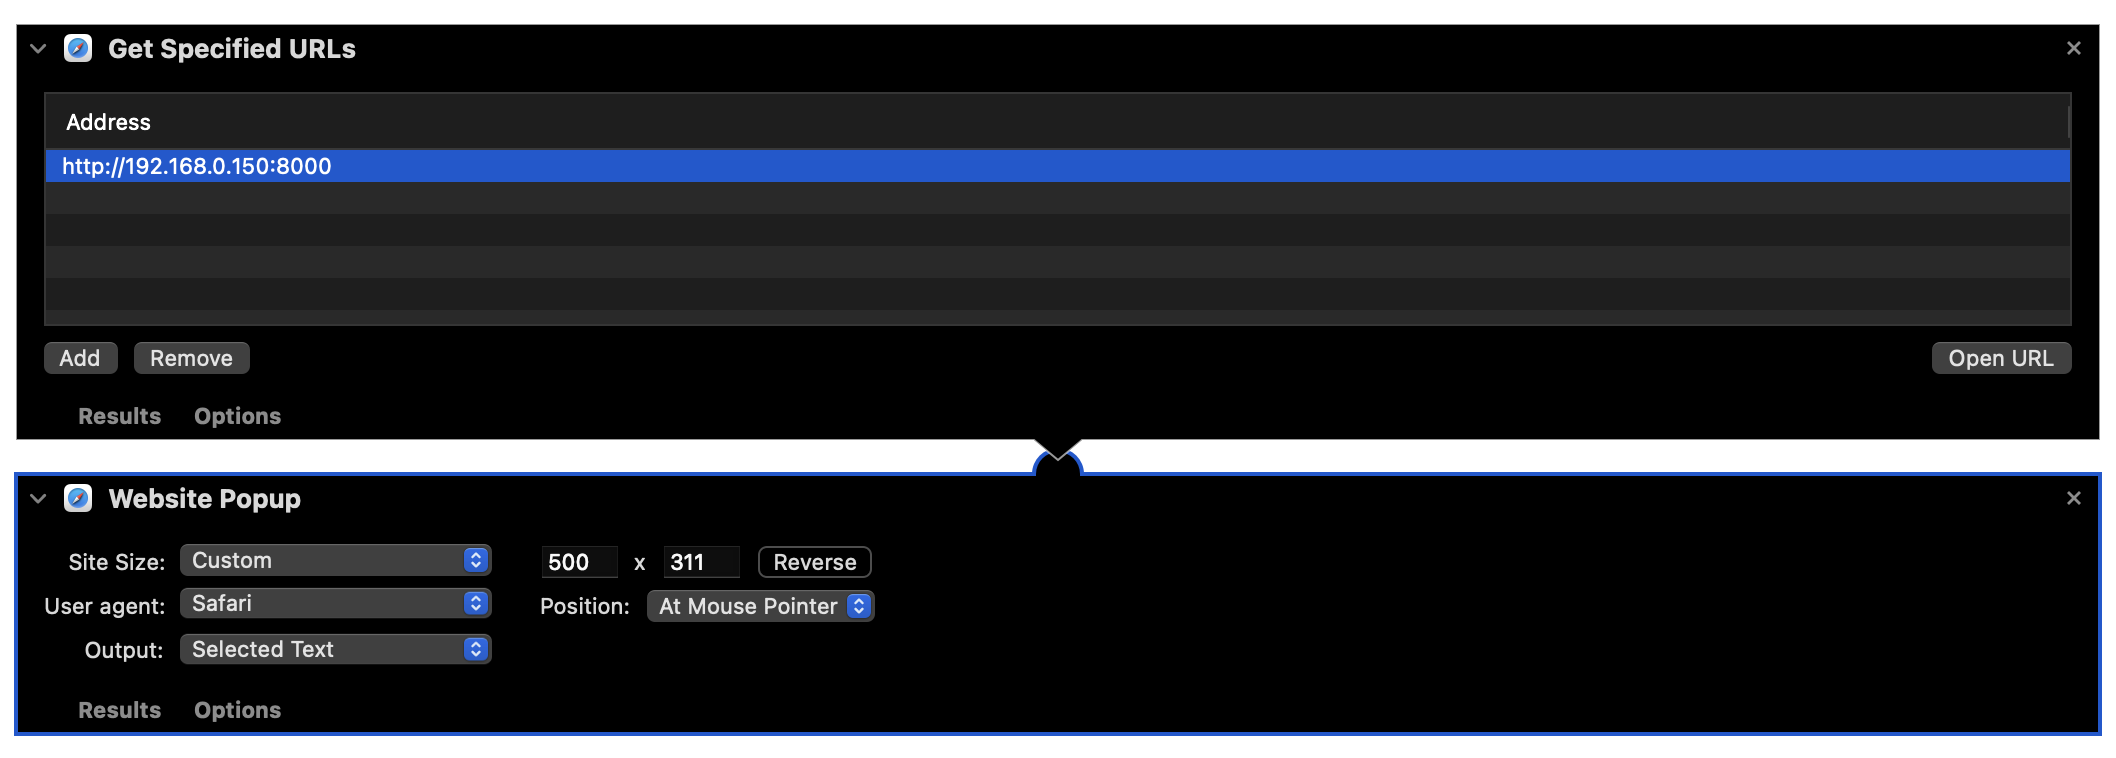 Get Specified URLs
Address
http://192.168.0.150:8000
Add Remove Open URL
Results Options
Website Popup
Site Size: Custom 500 x 311 Reverse
User agent: Safari Position: At Mouse Pointer
Output: Selected Text
Results Options